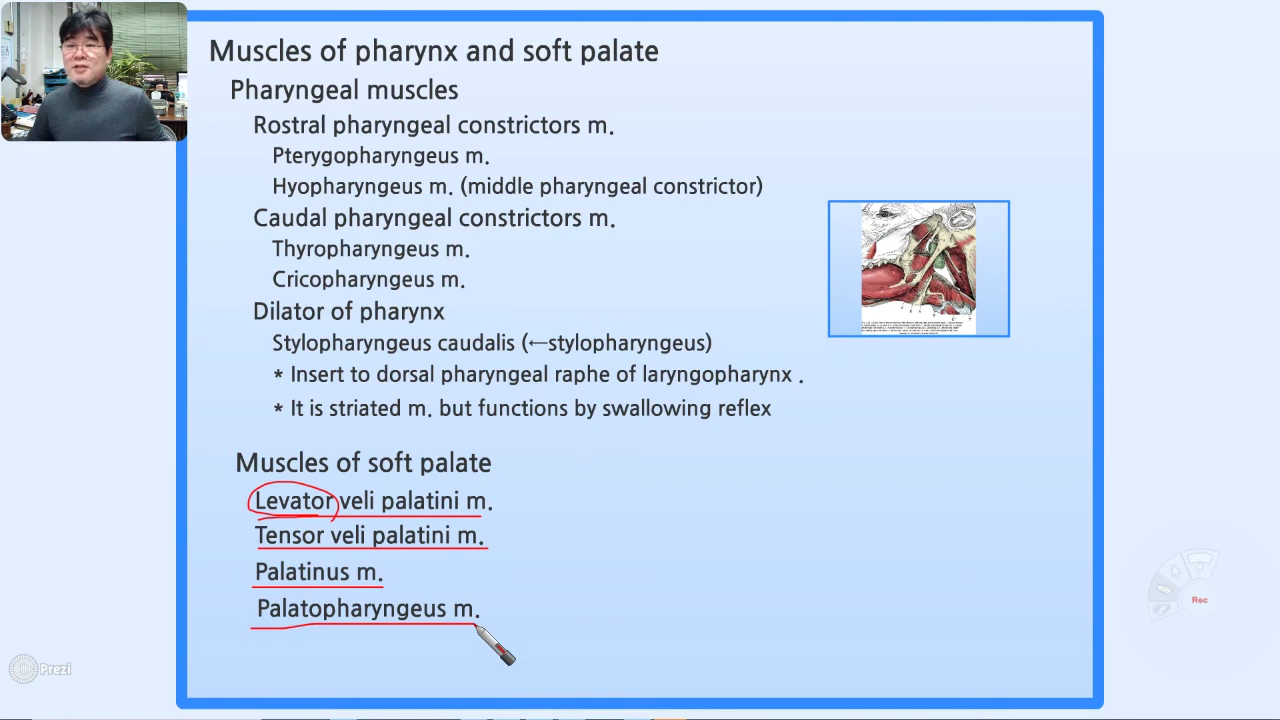 Muscles of pharynx and soft palate
Pharyngeal muscles
Rostral pharyngeal constrictors m.
Pterygopharyngeus m.
Hyopharyngeus m. (middle pharyngeal constrictor)
Caudal pharyngeal constrictors m.
Thyropharyngeus m.
Cricopharyngeus m.
Dilator of pharynx
Stylopharyngeus caudalis (←stylopharyngeus)
* Insert to dorsal pharyngeal raphe of laryngopharynx .
* It is striated m. but functions by swallowing reflex
Muscles of soft palate
Levator veli palatini m.
Tensor veli palatini m.
Palatinus m.
Palatopharyngeus m.
Rec
Prezi